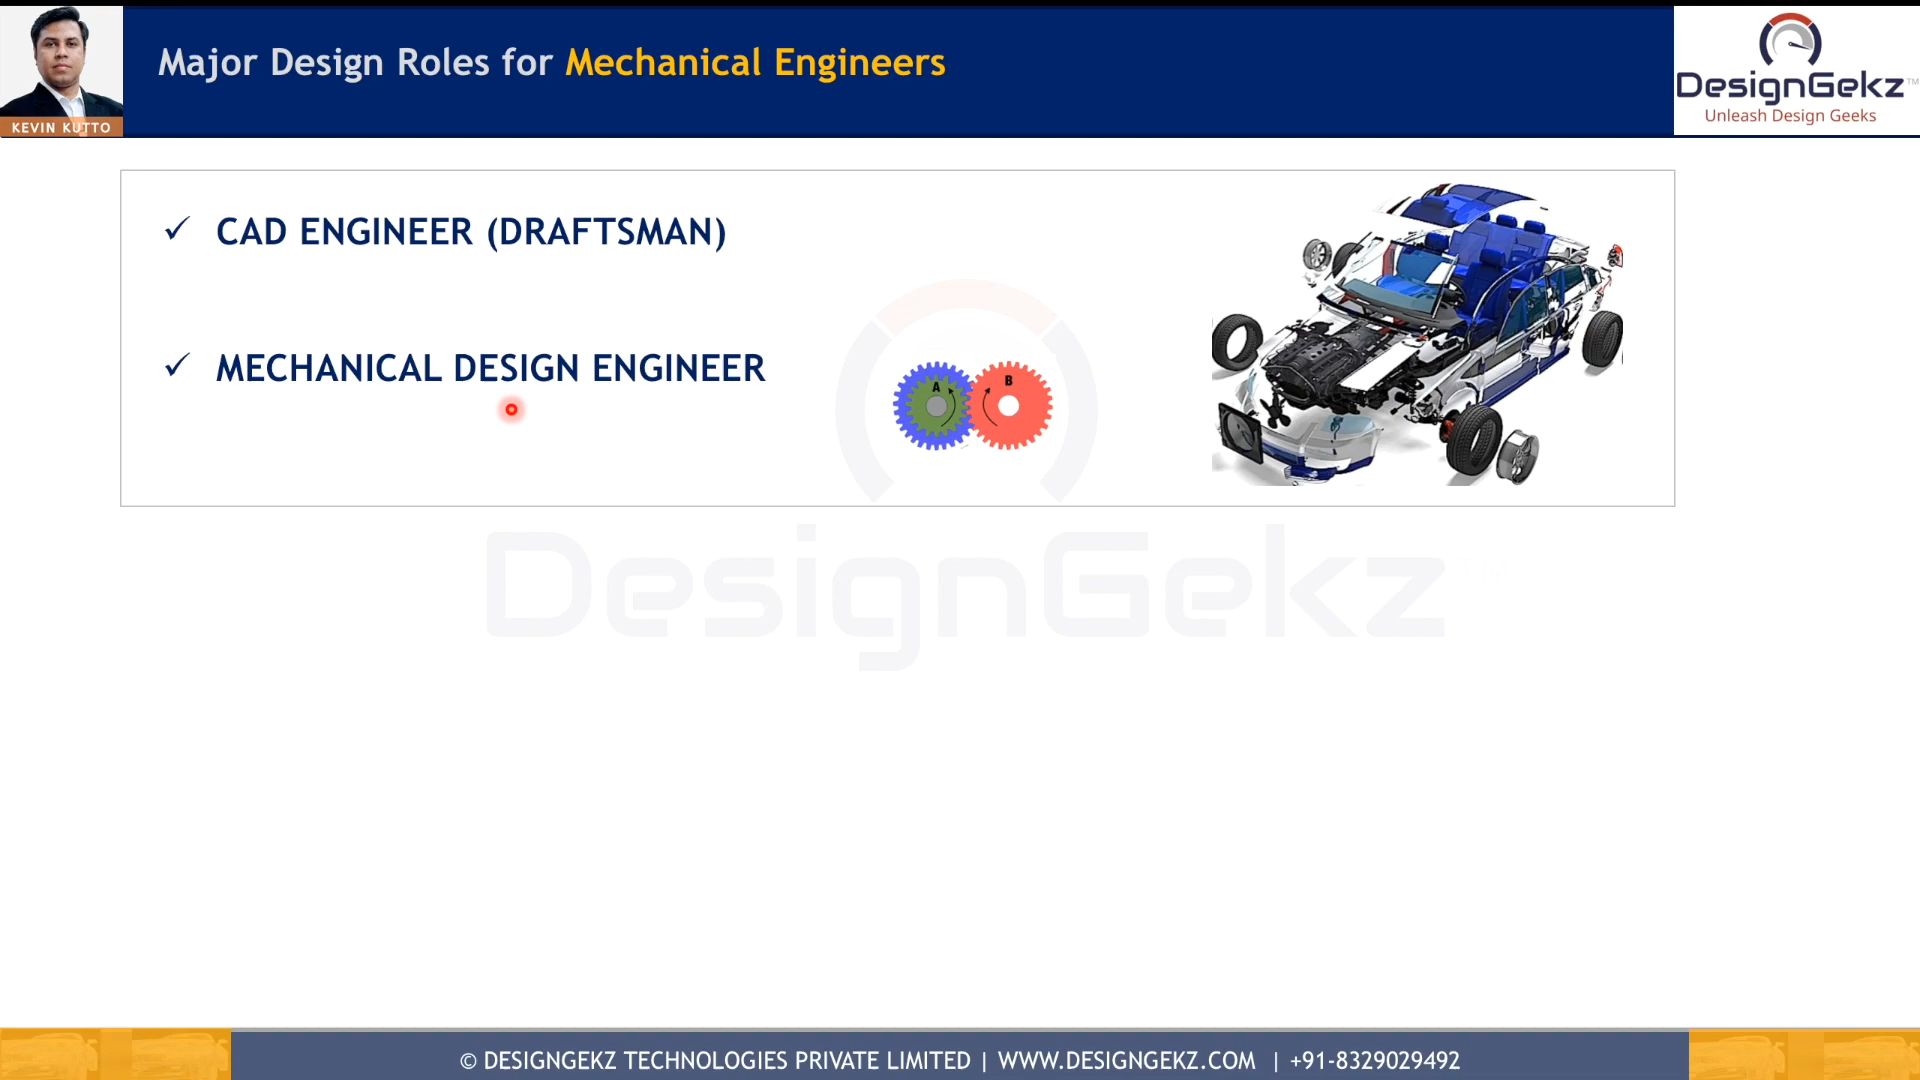 KEVIN KUTTO
Major Design Roles for Mechanical Engineers
DesignGekz™
Unleash Design Geeks
✓ CAD ENGINEER (DRAFTSMAN)
✓ MECHANICAL DESIGN ENGINEER
A
B
DesignGekz
© DESIGNGEKZ TECHNOLOGIES PRIVATE LIMITED | WWW.DESIGNGEKZ.COM | +91-8329029492